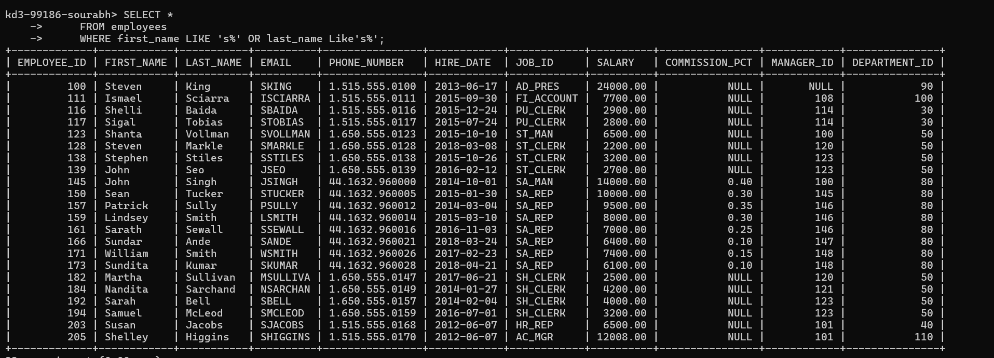 kd3-99186-sourabh> SELECT *
-> FROM employees
-> WHERE first_name LIKE 's%' OR last_name Like's%';
| EMPLOYEE_ID | FIRST_NAME | LAST_NAME | EMAIL | PHONE_NUMBER | HIRE_DATE | JOB_ID | SALARY | COMMISSION_PCT | MANAGER_ID | DEPARTMENT_ID |
| 100 | Steven | King | SKING | 1.515.555.0100 | 2013-06-17 | AD_PRES | 24000.00 | NULL | NULL | 90 |
| 111 | Ismael | Sciarra | ISCIARRA | 1.515.555.0111 | 2015-09-30 | FI_ACCOUNT | 7700.00 | NULL | 108 | 100 |
| 116 | Shelli | Baida | SBAIDA | 1.515.555.0116 | 2015-12-24 | PU_CLERK | 2900.00 | NULL | 114 | 30 |
| 117 | Sigal | Tobias | STOBIAS | 1.515.555.0117 | 2015-07-24 | PU_CLERK | 2800.00 | NULL | 114 | 30 |
| 123 | Shanta | Vollman | SVOLLMAN | 1.650.555.0123 | 2015-10-10 | ST_MAN | 6500.00 | NULL | 100 | 50 |
| 128 | Steven | Markle | SMARKLE | 1.650.555.0128 | 2018-03-08 | ST_CLERK | 2200.00 | NULL | 120 | 50 |
| 138 | Stephen | Stiles | SSTILES | 1.650.555.0138 | 2015-10-26 | ST_CLERK | 3200.00 | NULL | 123 | 50 |
| 139 | John | Seo | JSEO | 1.650.555.0139 | 2016-02-12 | ST_CLERK | 2700.00 | NULL | 123 | 50 |
| 145 | John | Singh | JSINGH | 44.1632.960000 | 2014-10-01 | SA_MAN | 14000.00 | 0.40 | 100 | 80 |
| 150 | Sean | Tucker | STUCKER | 44.1632.960005 | 2015-01-30 | SA_REP | 10000.00 | 0.30 | 145 | 80 |
| 157 | Patrick | Sully | PSULLY | 44.1632.960012 | 2014-03-04 | SA_REP | 9500.00 | 0.35 | 146 | 80 |
| 159 | Lindsey | Smith | LSMITH | 44.1632.960014 | 2015-03-10 | SA_REP | 8000.00 | 0.30 | 146 | 80 |
| 161 | Sarath | Sewall | SSEWALL | 44.1632.960016 | 2016-11-03 | SA_REP | 7000.00 | 0.25 | 146 | 80 |
| 166 | Sundar | Ande | SANDE | 44.1632.960021 | 2018-03-24 | SA_REP | 6400.00 | 0.10 | 147 | 80 |
| 171 | William | Smith | WSMITH | 44.1632.960026 | 2017-02-23 | SA_REP | 7400.00 | 0.15 | 148 | 80 |
| 173 | Sundita | Kumar | SKUMAR | 44.1632.960028 | 2018-04-21 | SA_REP | 6100.00 | 0.10 | 148 | 80 |
| 182 | Martha | Sullivan | MSULLIVA | 1.650.555.0147 | 2017-06-21 | SH_CLERK | 2500.00 | NULL | 120 | 50 |
| 184 | Nandita | Sarchand | NSARCHAN | 1.650.555.0149 | 2014-01-27 | SH_CLERK | 4200.00 | NULL | 121 | 50 |
| 192 | Sarah | Bell | SBELL | 1.650.555.0157 | 2014-02-04 | SH_CLERK | 4000.00 | NULL | 123 | 50 |
| 194 | Samuel | McLeod | SMCLEOD | 1.650.555.0159 | 2016-07-01 | SH_CLERK | 3200.00 | NULL | 123 | 50 |
| 203 | Susan | Jacobs | SJACOBS | 1.515.555.0168 | 2012-06-07 | HR_REP | 6500.00 | NULL | 101 | 40 |
| 205 | Shelley | Higgins | SHIGGINS | 1.515.555.0170 | 2012-06-07 | AC_MGR | 12008.00 | NULL | 101 | 110 |